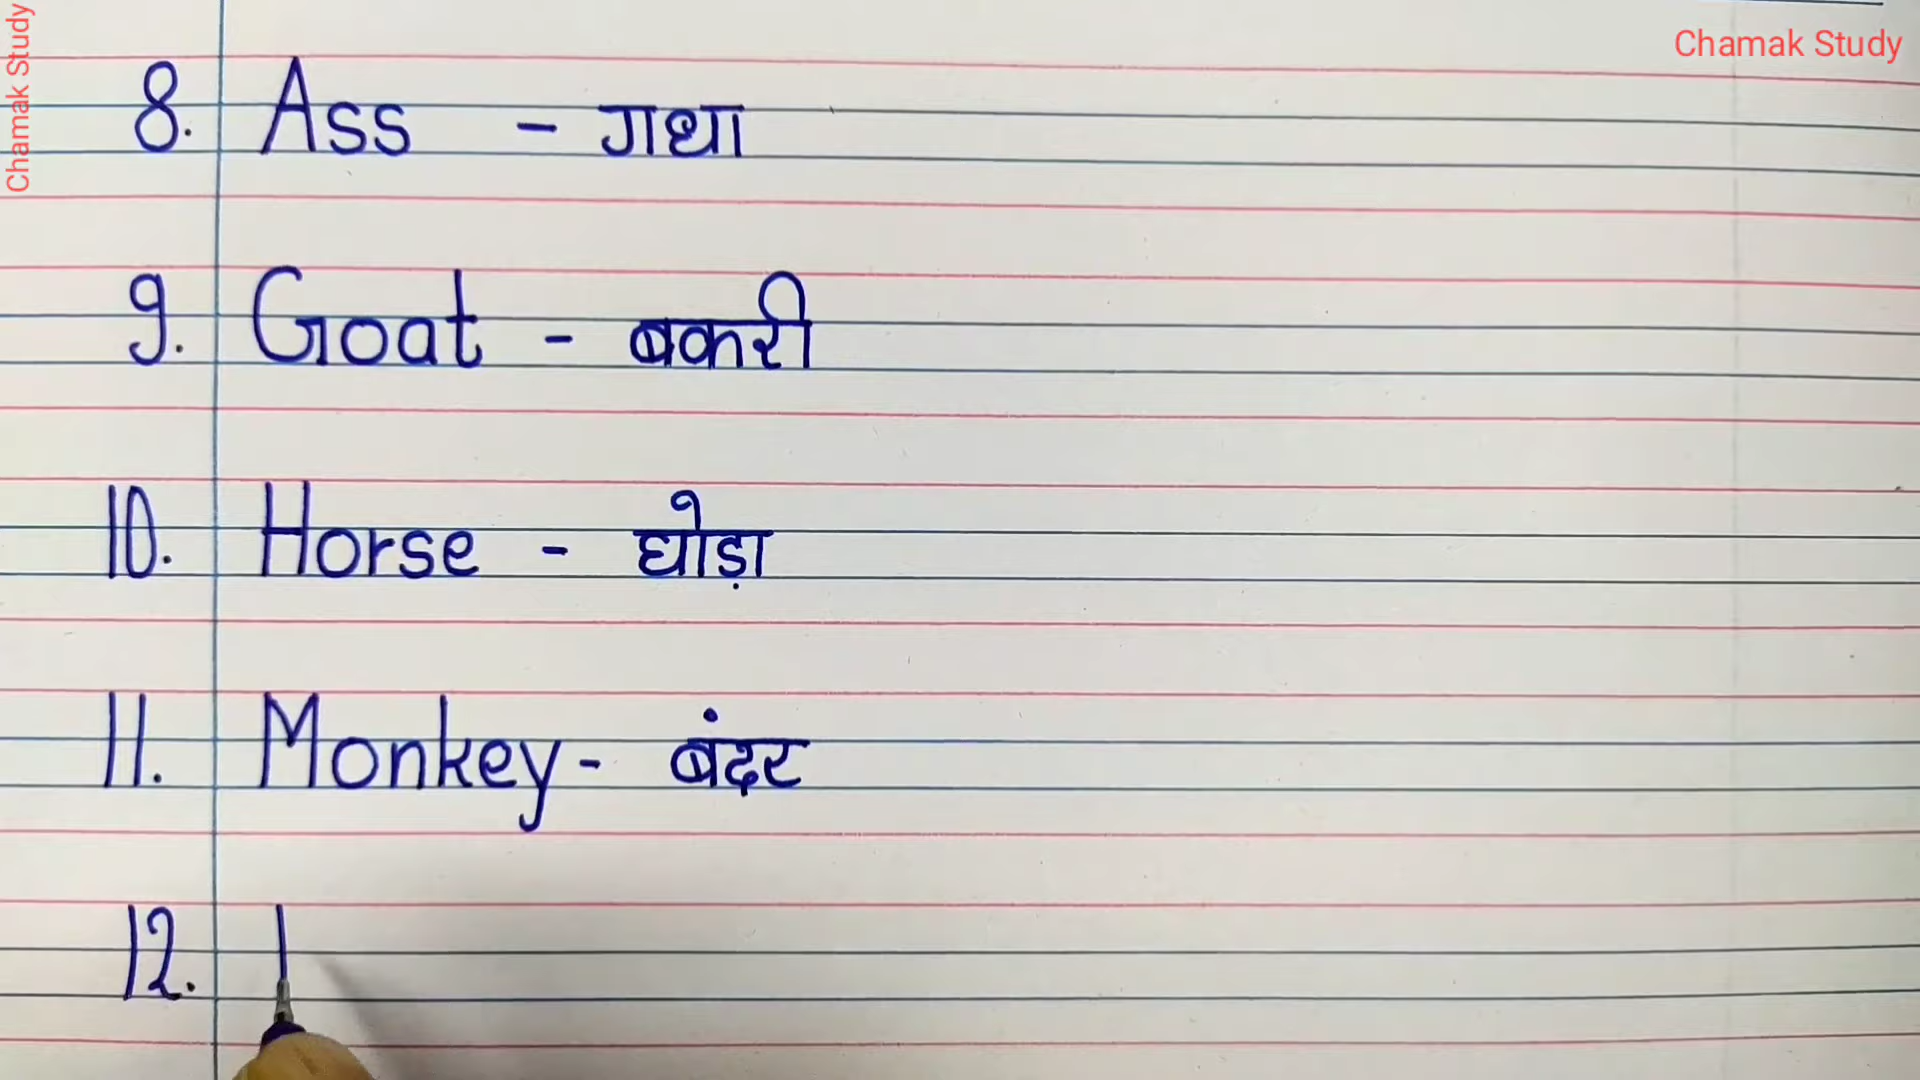 Chamak Study
Chamak Study
8. Ass - गधा
9. Goat - बकरी
10. Horse - घोड़ा
11. Monkey - बंदर
12.